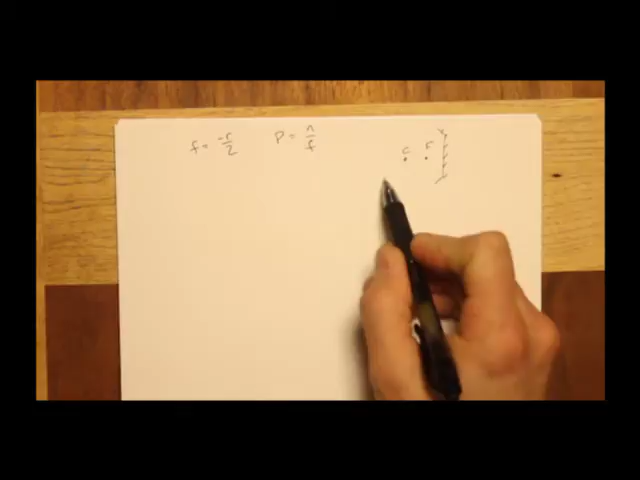 f = -r/2
P = n/f
C F